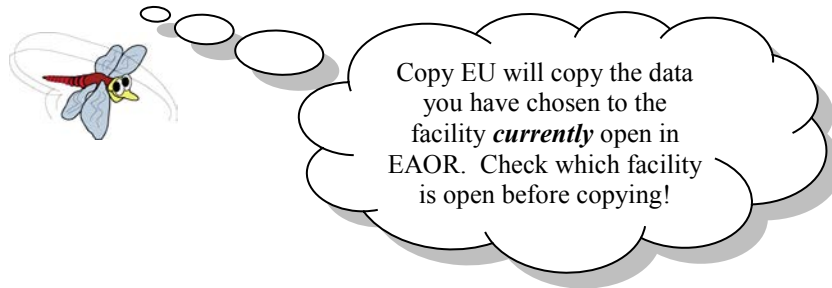 Copy EU will copy the data
you have chosen to the
facility currently open in
EAOR.  Check which facility
is open before copying!